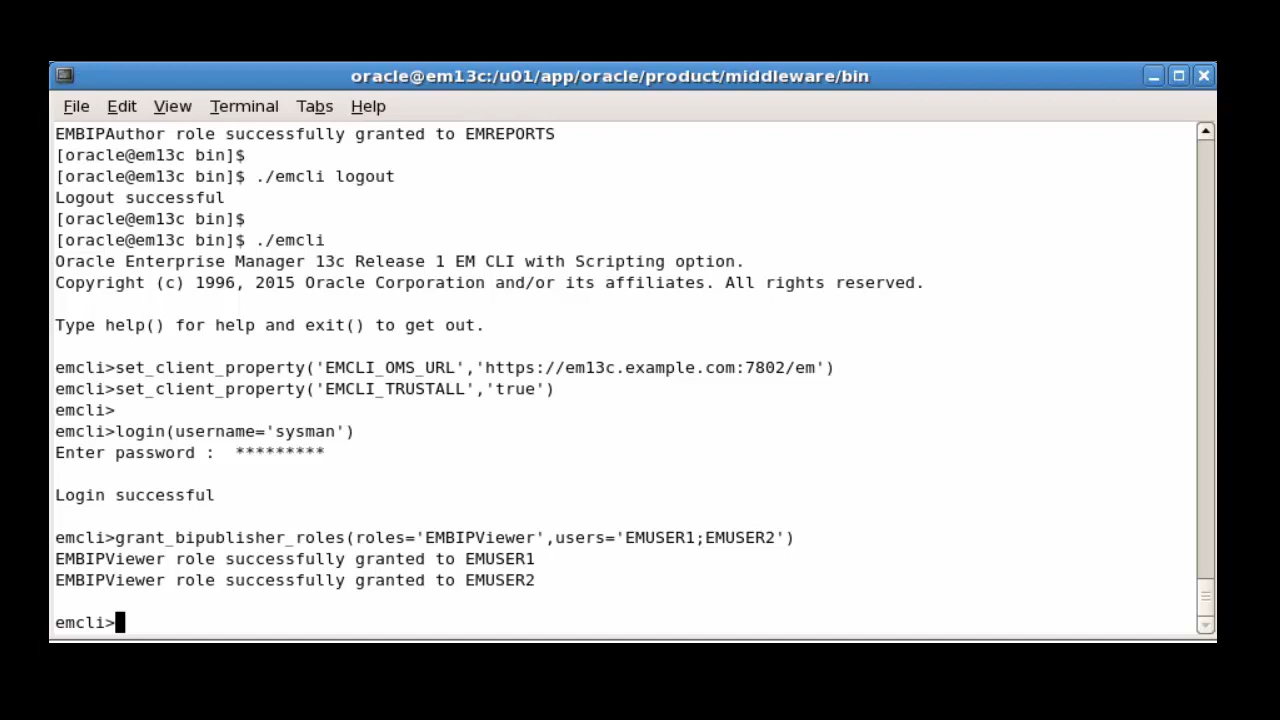 oracle@em13c:/u01/app/oracle/product/middleware/bin
File Edit View Terminal Tabs Help
EMBIPAuthor role successfully granted to EMREPORTS
[oracle@em13c bin]$
[oracle@em13c bin]$ ./emcli logout
Logout successful
[oracle@em13c bin]$
[oracle@em13c bin]$ ./emcli
Oracle Enterprise Manager 13c Release 1 EM CLI with Scripting option.
Copyright (c) 1996, 2015 Oracle Corporation and/or its affiliates. All rights reserved.
Type help() for help and exit() to get out.
emcli>set_client_property('EMCLI_OMS_URL','https://em13c.example.com:7802/em')
emcli>set_client_property('EMCLI_TRUSTALL','true')
emcli>
emcli>login(username='sysman')
Enter password :  *********
Login successful
emcli>grant_bipublisher_roles(roles='EMBIPViewer',users='EMUSER1;EMUSER2')
EMBIPViewer role successfully granted to EMUSER1
EMBIPViewer role successfully granted to EMUSER2
emcli>